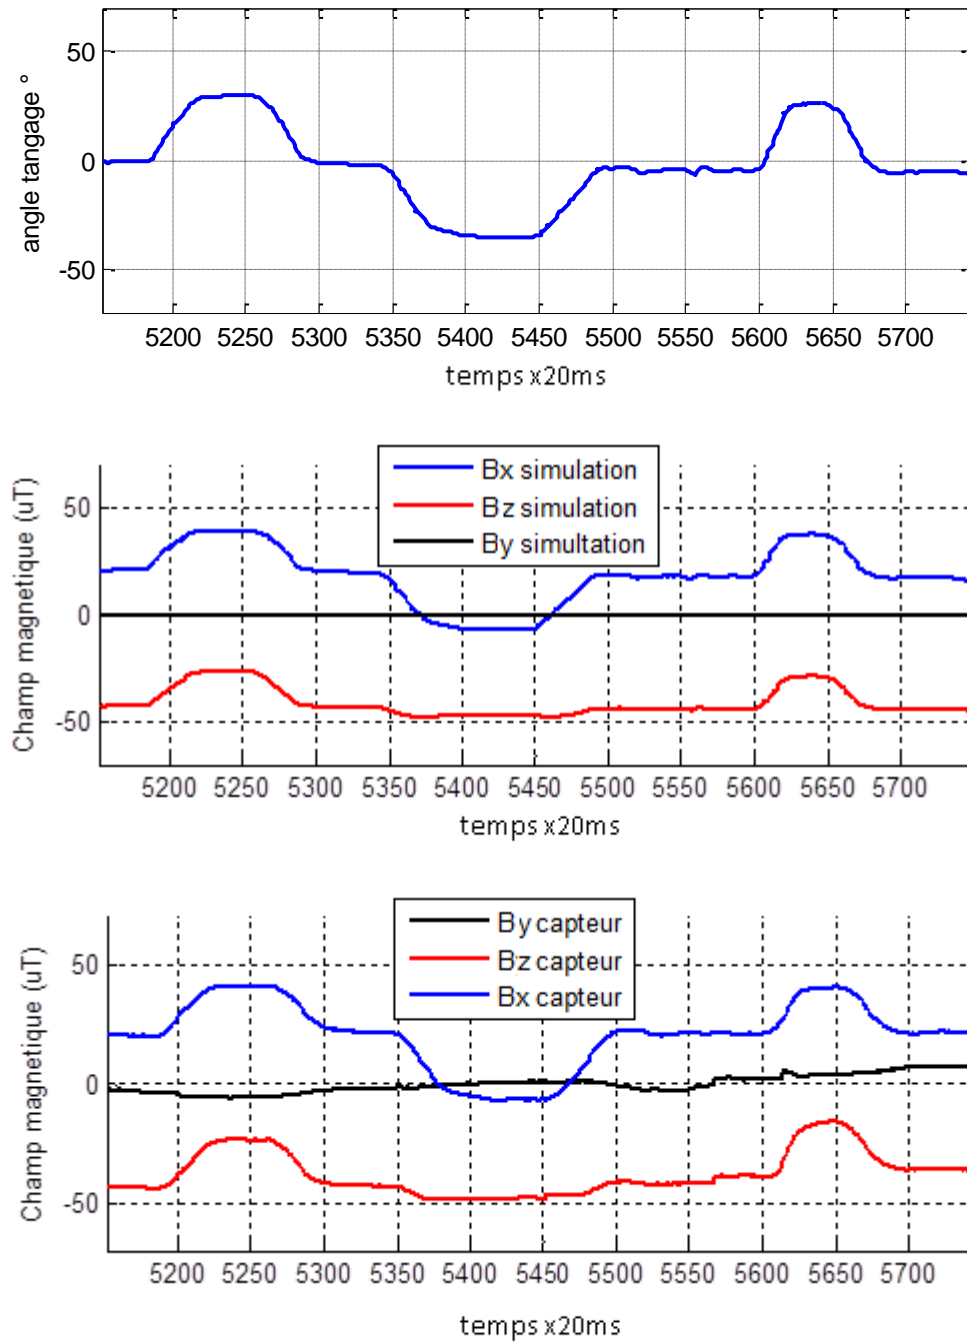 angle tangage °
50
0
-50
5200 5250 5300 5350 5400 5450 5500 5550 5600 5650 5700
temps x20ms
Champ magnetique (uT)
Bx simulation
Bz simulation
By simultation
50
0
-50
5200 5250 5300 5350 5400 5450 5500 5550 5600 5650 5700
temps x20ms
Champ magnetique (uT)
By capteur
Bz capteur
Bx capteur
50
0
-50
5200 5250 5300 5350 5400 5450 5500 5550 5600 5650 5700
temps x20ms